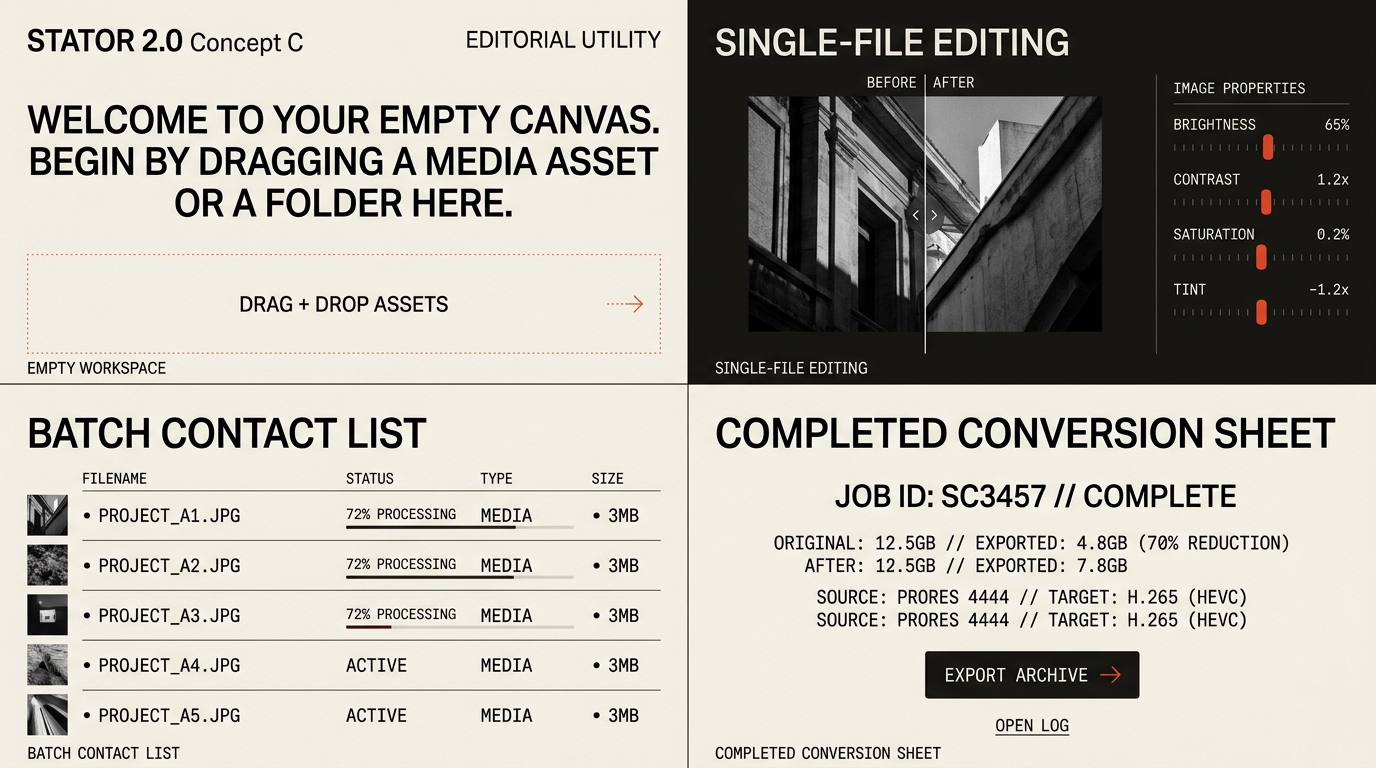 STATOR 2.0 Concept C
EDITORIAL UTILITY
WELCOME TO YOUR EMPTY CANVAS.
BEGIN BY DRAGGING A MEDIA ASSET
OR A FOLDER HERE.
DRAG + DROP ASSETS
EMPTY WORKSPACE
SINGLE-FILE EDITING
BEFORE
AFTER
IMAGE PROPERTIES
BRIGHTNESS 65%
CONTRAST 1.2x
SATURATION 0.2%
TINT −1.2x
SINGLE-FILE EDITING
BATCH CONTACT LIST
FILENAME STATUS TYPE SIZE
• PROJECT_A1.JPG 72% PROCESSING MEDIA • 3MB
• PROJECT_A2.JPG 72% PROCESSING MEDIA • 3MB
• PROJECT_A3.JPG 72% PROCESSING MEDIA • 3MB
• PROJECT_A4.JPG ACTIVE MEDIA • 3MB
• PROJECT_A5.JPG ACTIVE MEDIA • 3MB
BATCH CONTACT LIST
COMPLETED CONVERSION SHEET
JOB ID: SC3457 // COMPLETE
ORIGINAL: 12.5GB // EXPORTED: 4.8GB (70% REDUCTION)
AFTER: 12.5GB // EXPORTED: 7.8GB
SOURCE: PRORES 4444 // TARGET: H.265 (HEVC)
SOURCE: PRORES 4444 // TARGET: H.265 (HEVC)
EXPORT ARCHIVE
OPEN LOG
COMPLETED CONVERSION SHEET